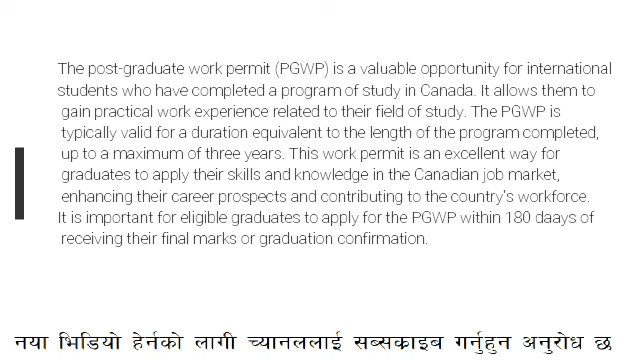 The post-graduate work permit (PGWP) is a valuable opportunity for international
students who have completed a program of study in Canada. It allows them to
gain practical work experience related to their field of study. The PGWP is
typically valid for a duration equivalent to the length of the program completed,
up to a maximum of three years. This work permit is an excellent way for
graduates to apply their skills and knowledge in the Canadian job market,
enhancing their career prospects and contributing to the country's workforce.
It is important for eligible graduates to apply for the PGWP within 180 daays of
receiving their final marks or graduation confirmation.
नया भिडियो हेर्नको लागी च्यानललाई सब्सक्राइब गर्नुहुन अनुरोध छ